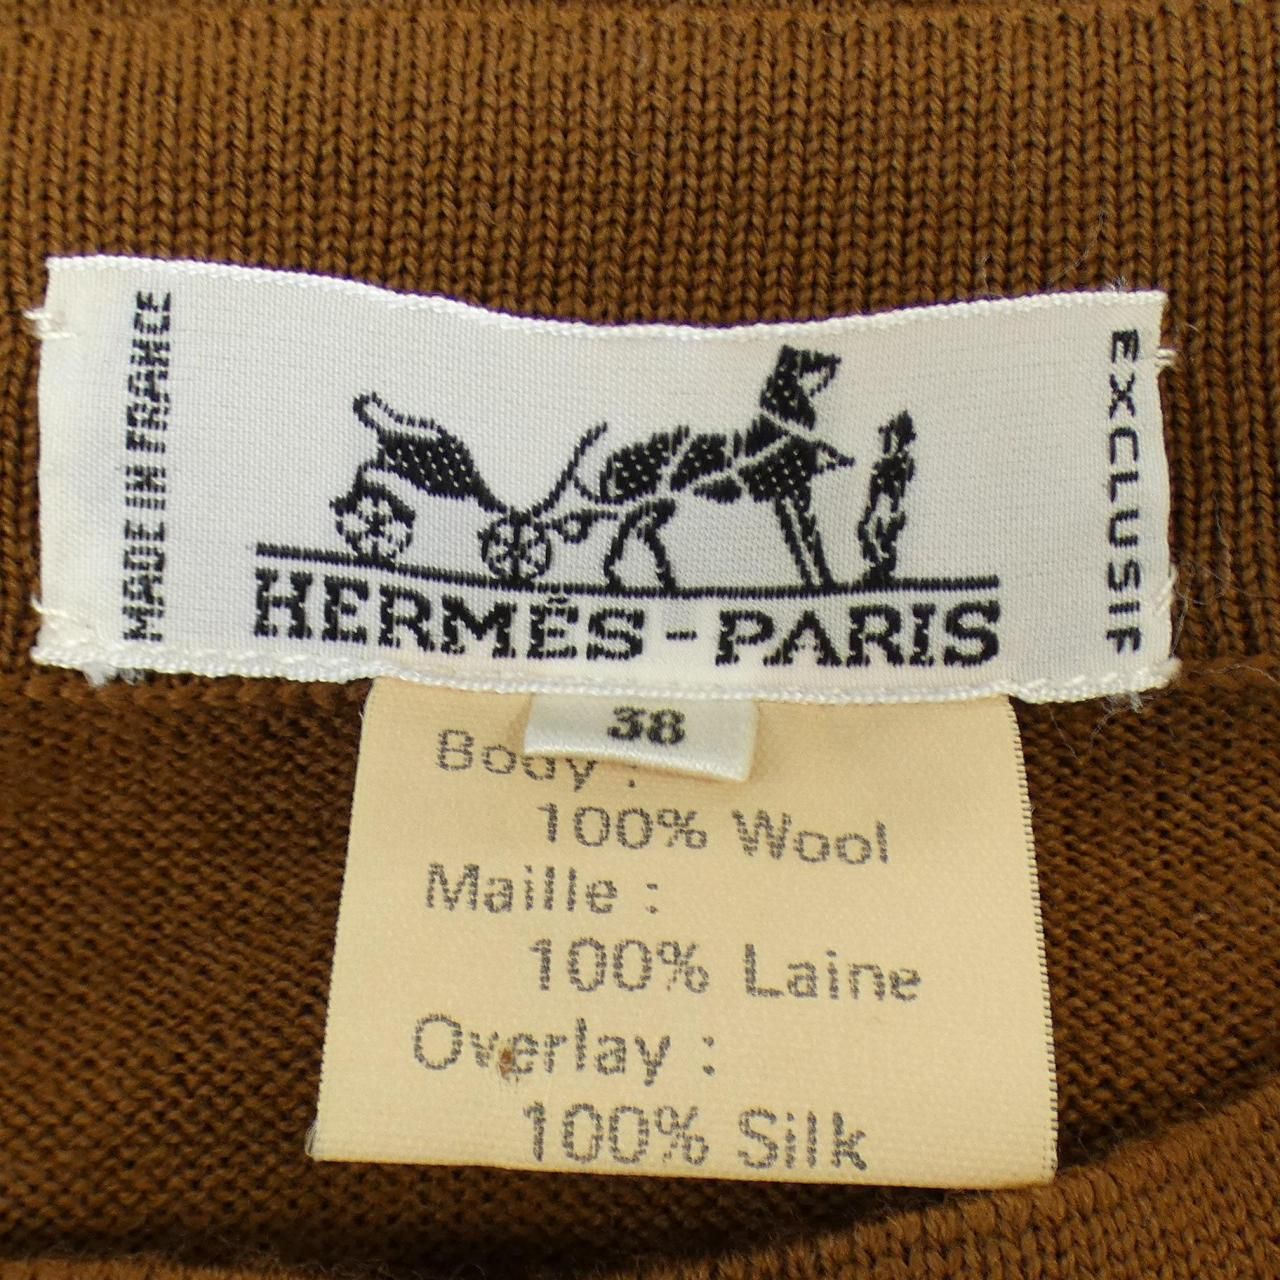 MADE IN FRANCE
HERMÈS-PARIS
EXCLUSIF
38
Body :
100% Wool
Maille :
100% Laine
Overlay :
100% Silk